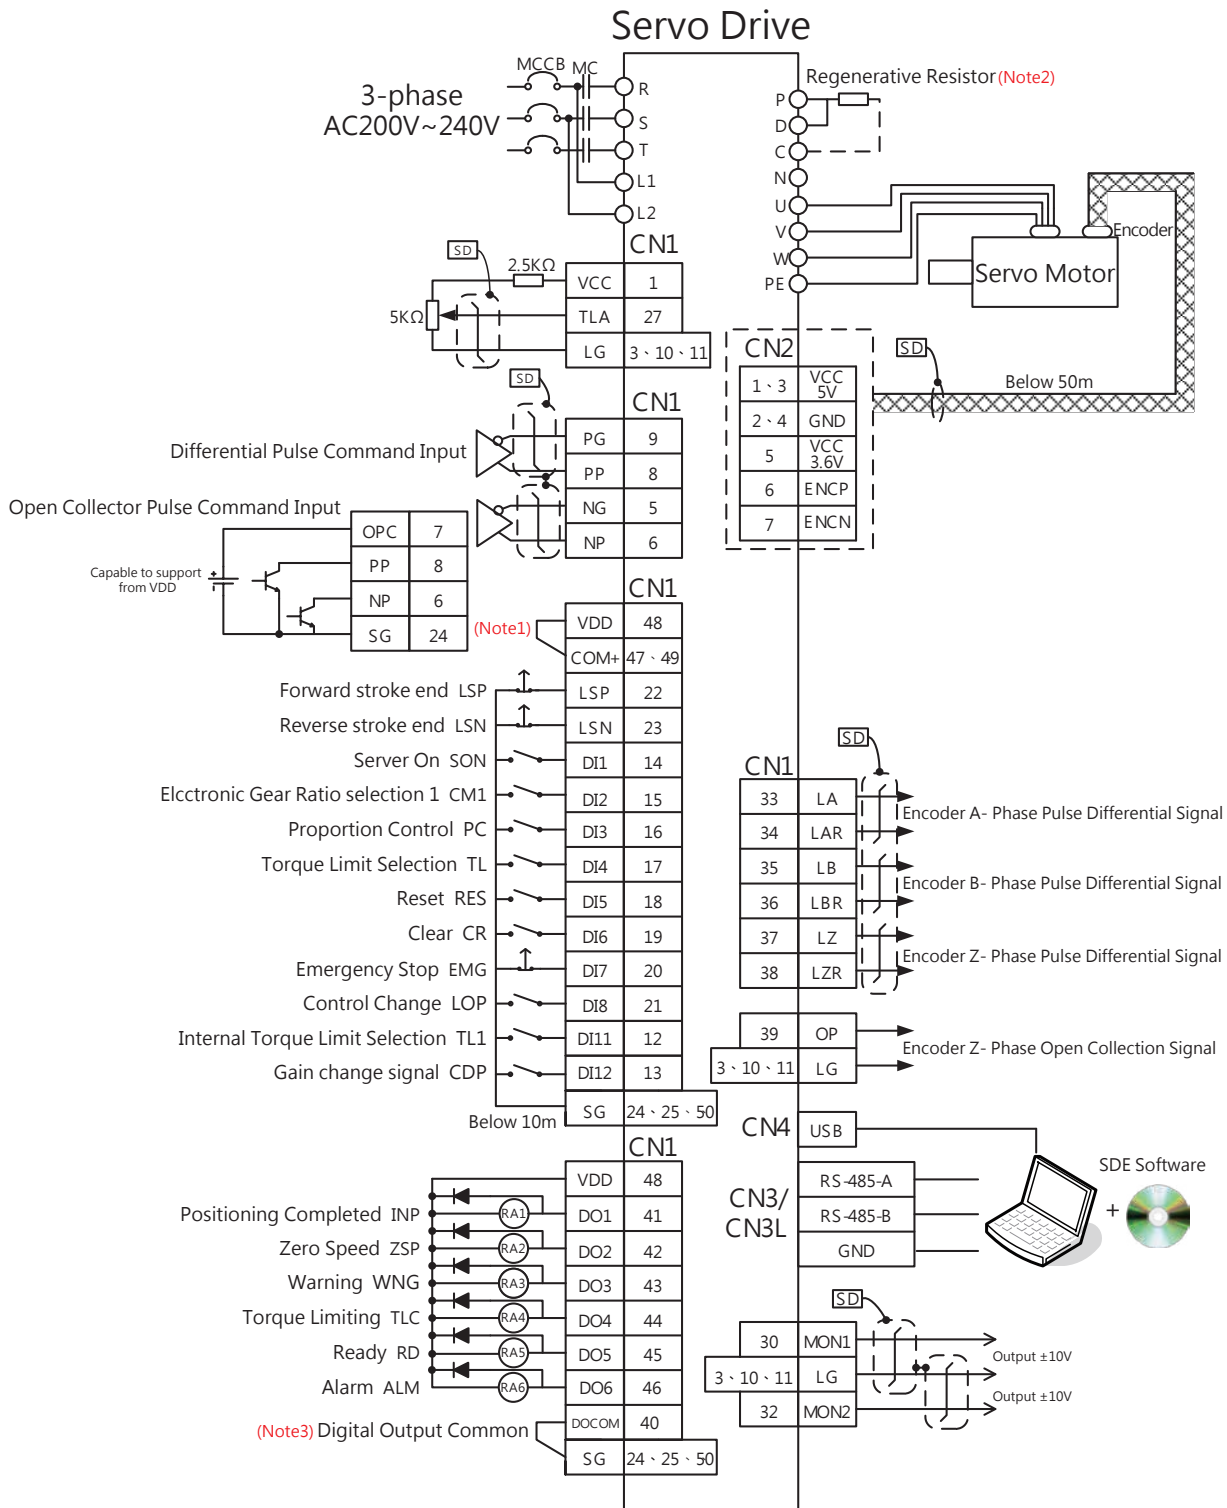 Servo Drive
MCCB
MC
3-phase
AC200V~240V
R
S
T
L1
L2
Regenerative Resistor(Note2)
P
D
C
N
U
V
W
PE
Encoder
Servo Motor
CN1
SD
2.5KΩ
5KΩ
VCC 1
TLA 27
LG 3、10、11
CN2
SD
Below 50m
1、3 VCC 5V
2、4 GND
5 VCC 3.6V
6 ENCP
7 ENCN
SD
CN1
Differential Pulse Command Input
PG 9
PP 8
NG 5
NP 6
Open Collector Pulse Command Input
Capable to support
from VDD
OPC 7
PP 8
NP 6
SG 24
CN1
(Note1)
VDD 48
COM+ 47、49
Forward stroke end LSP LSP 22
Reverse stroke end LSN LSN 23
Server On SON DI1 14
Elcctronic Gear Ratio selection 1 CM1 DI2 15
Proportion Control PC DI3 16
Torque Limit Selection TL DI4 17
Reset RES DI5 18
Clear CR DI6 19
Emergency Stop EMG DI7 20
Control Change LOP DI8 21
Internal Torque Limit Selection TL1 DI11 12
Gain change signal CDP DI12 13
Below 10m SG 24、25、50
CN1
SD
33 LA
34 LAR
Encoder A- Phase Pulse Differential Signal
35 LB
36 LBR
Encoder B- Phase Pulse Differential Signal
37 LZ
38 LZR
Encoder Z- Phase Pulse Differential Signal
39 OP
3、10、11 LG
Encoder Z- Phase Open Collection Signal
CN4 USB
CN3/
CN3L
RS-485-A
RS-485-B
GND
SDE Software
+
CN1
VDD 48
Positioning Completed INP RA1 DO1 41
Zero Speed ZSP RA2 DO2 42
Warning WNG RA3 DO3 43
Torque Limiting TLC RA4 DO4 44
Ready RD RA5 DO5 45
Alarm ALM RA6 DO6 46
(Note3) Digital Output Common DOCOM 40
SG 24、25、50
SD
30 MON1
Output ±10V
3、10、11 LG
Output ±10V
32 MON2